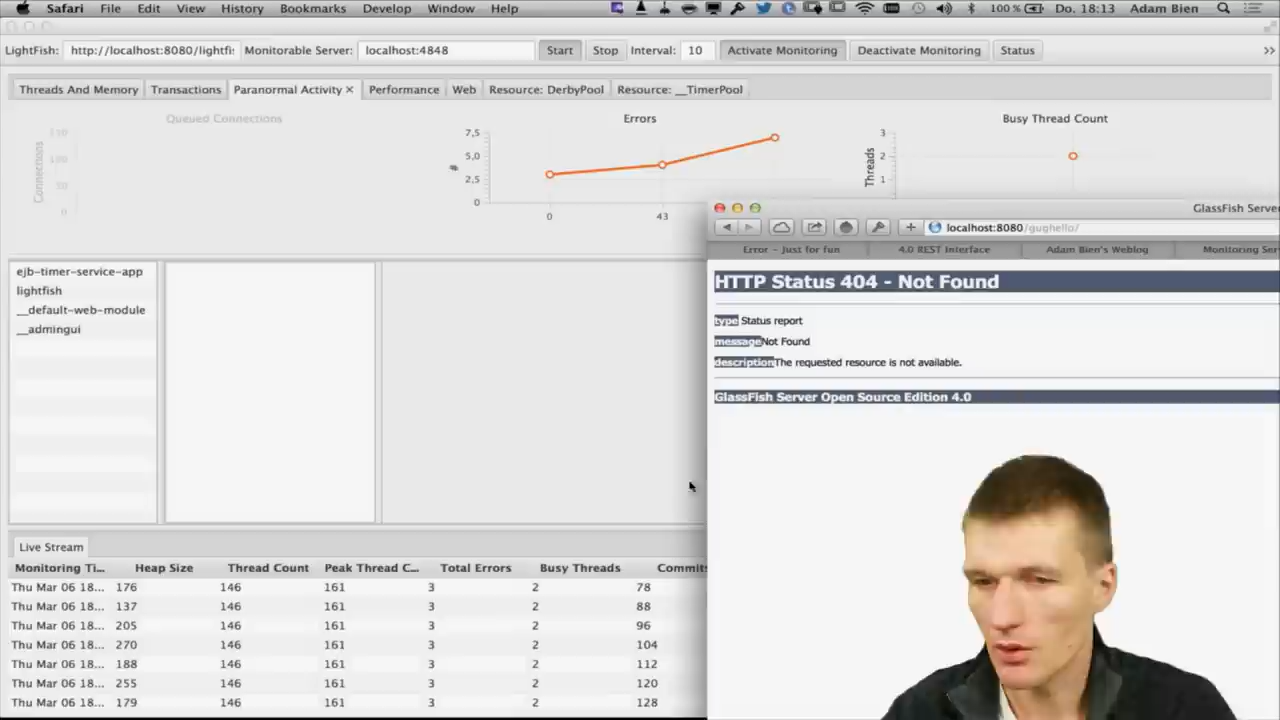 Safari File Edit View History Bookmarks Develop Window Help 100 % Do. 18:13 Adam Bien
LightFish: http://localhost:8080/lightfi: Monitorable Server: localhost:4848 Start Stop Interval: 10 Activate Monitoring Deactivate Monitoring Status >>
Threads And Memory Transactions Paranormal Activity × Performance Web Resource: DerbyPool Resource: __TimerPool
Queued Connections
Connections
150
100
50
0
Errors
#
7,5
5,0
2,5
0
0 43
Busy Thread Count
Threads
3
2
1
GlassFish Server
localhost:8080/gughello/
Error - Just for fun 4.0 REST Interface Adam Bien's Weblog Monitoring Ser
HTTP Status 404 - Not Found
type Status report
messageNot Found
descriptionThe requested resource is not available.
GlassFish Server Open Source Edition 4.0
ejb-timer-service-app
lightfish
__default-web-module
__admingui
Live Stream
Monitoring Ti... Heap Size Thread Count Peak Thread C... Total Errors Busy Threads Commits
Thu Mar 06 18... 176 146 161 3 2 78
Thu Mar 06 18... 137 146 161 3 2 88
Thu Mar 06 18... 205 146 161 3 2 96
Thu Mar 06 18... 270 146 161 3 2 104
Thu Mar 06 18... 188 146 161 3 2 112
Thu Mar 06 18... 255 146 161 3 2 120
Thu Mar 06 18... 179 146 161 3 2 128